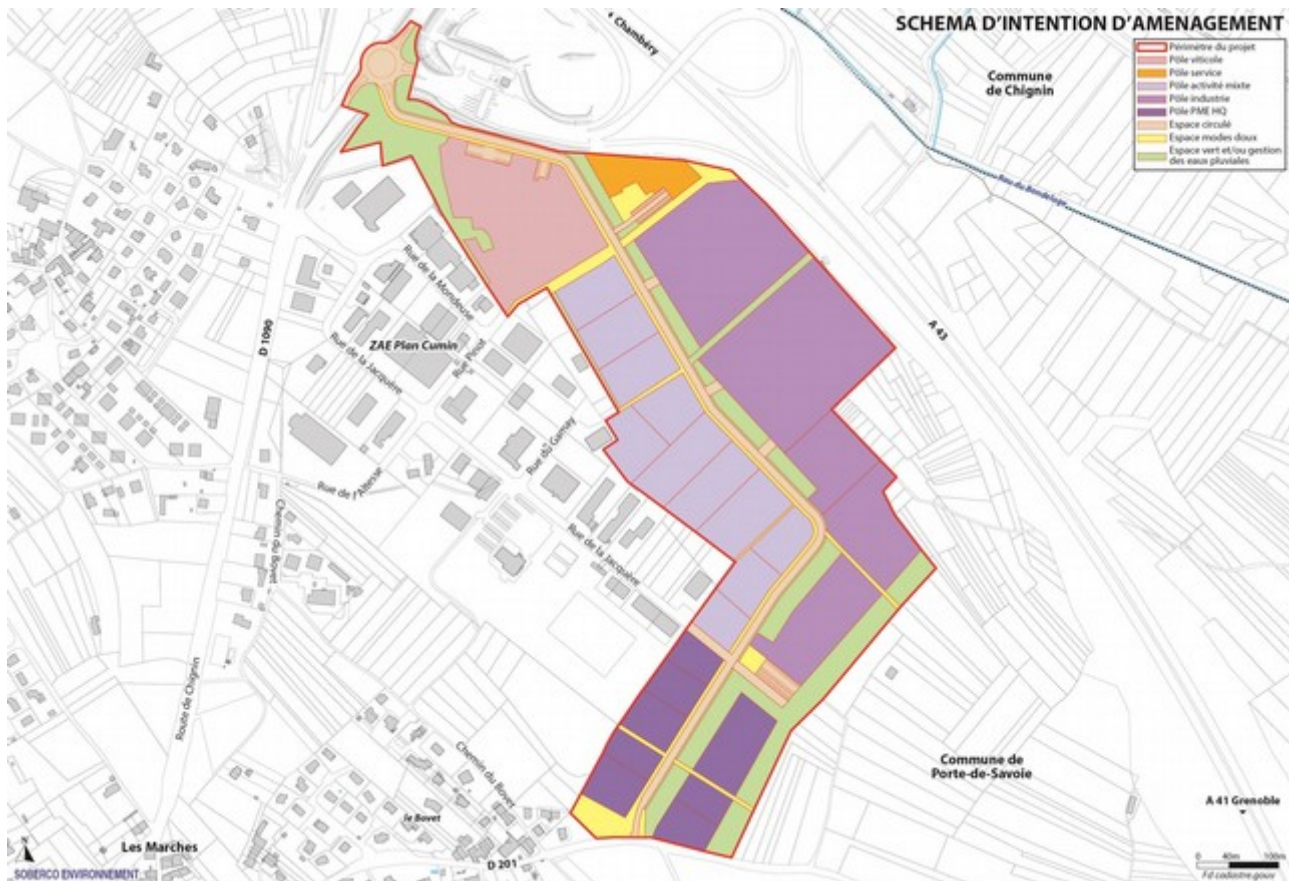 SCHEMA D'INTENTION D'AMENAGEMENT
Périmètre du projet
Pôle viticole
Pôle service
Pôle activité mixte
Pôle industrie
Pôle PME HQ
Espace circulé
Espace modes doux
Espace vert et/ou gestion
des eaux pluviales
Chambéry
Commune
de Chignin
A 43
D 1090
Rue de la Mondeuse
ZAE Plan Cumin
Rue de la Jacquère
Rue Pinot
Rue du Gamay
Rue de l'Altesse
Rue de la Jacquère
Chemin du Bovet
Route de Chignin
Chemin du Bovet
le Bovet
Les Marches
D 201
Commune de
Porte-de-Savoie
A 41 Grenoble
0 40m 100m
Fd cadastre.gouv
N
SOBERCO ENVIRONNEMENT